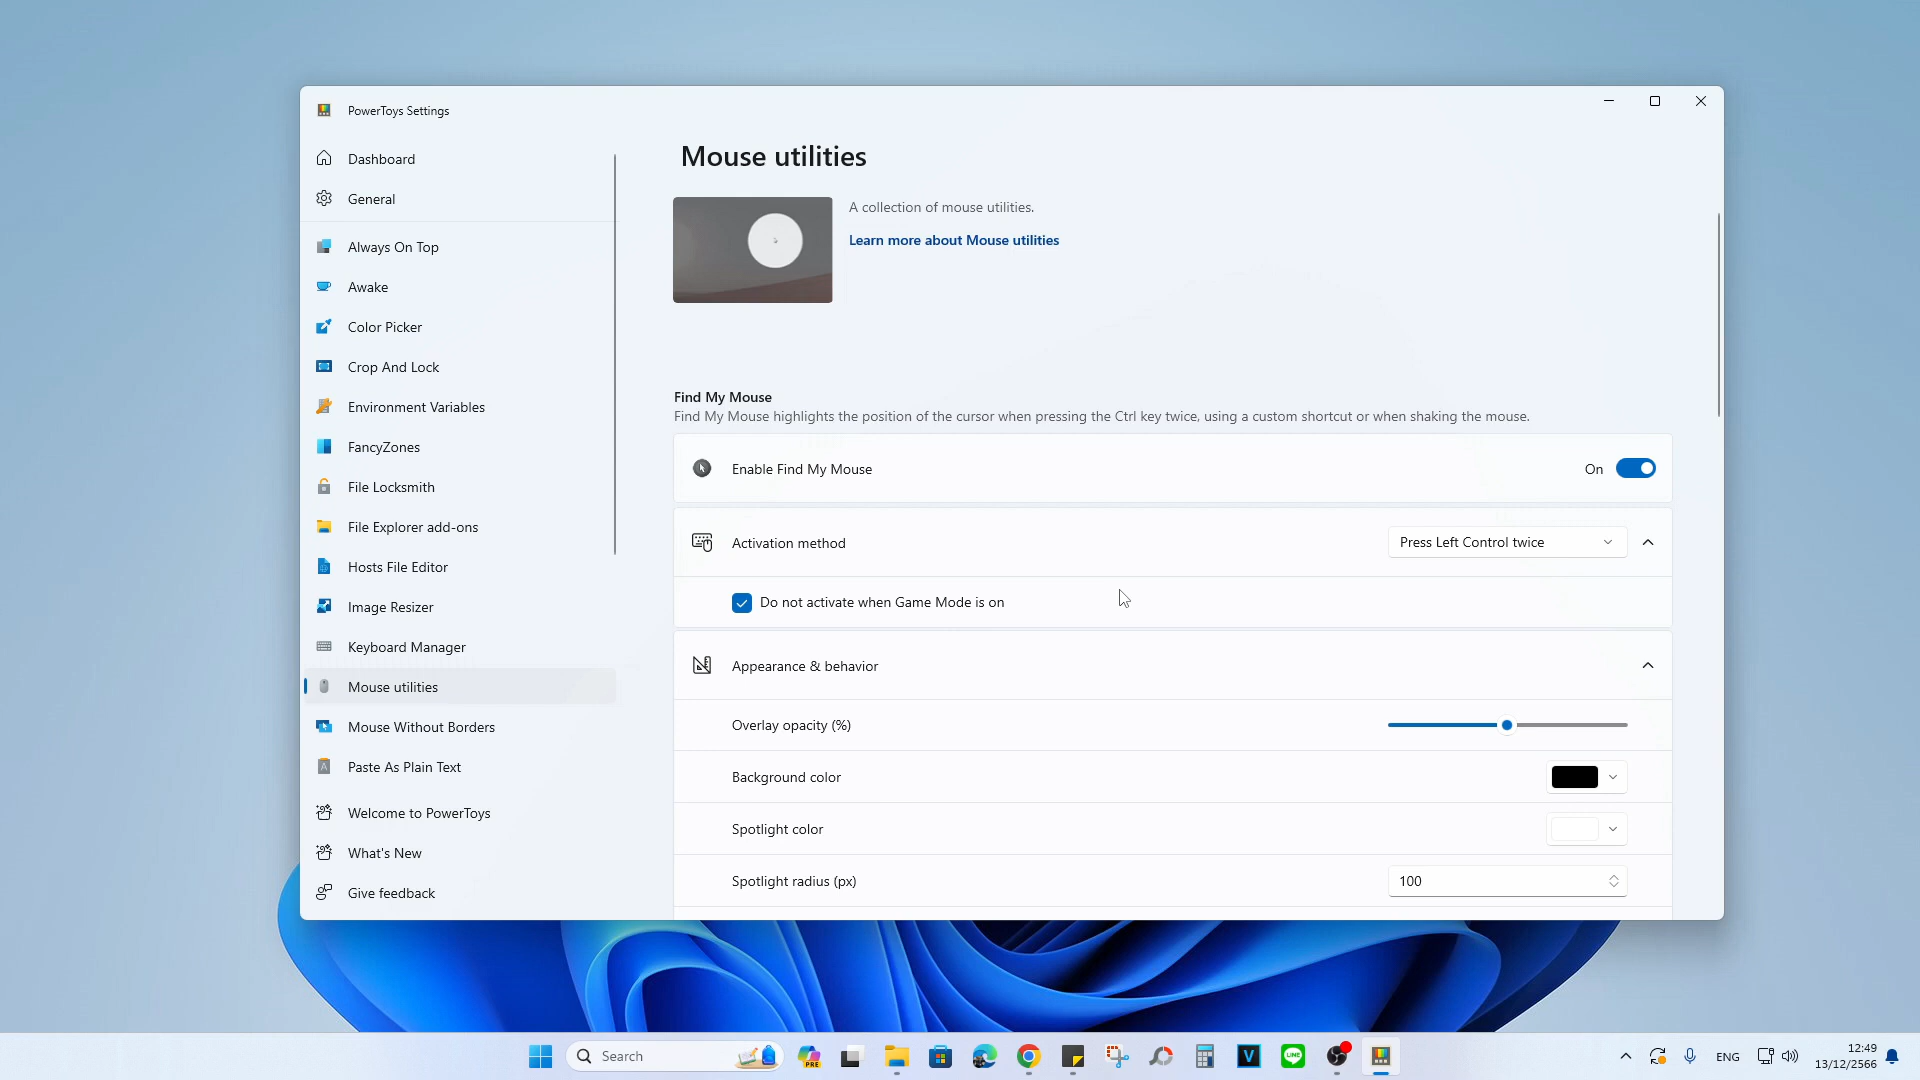 PowerToys Settings
Dashboard
General
Always On Top
Awake
Color Picker
Crop And Lock
Environment Variables
FancyZones
File Locksmith
File Explorer add-ons
Hosts File Editor
Image Resizer
Keyboard Manager
Mouse utilities
Mouse Without Borders
Paste As Plain Text
Welcome to PowerToys
What's New
Give feedback
Mouse utilities
A collection of mouse utilities.
Learn more about Mouse utilities
Find My Mouse
Find My Mouse highlights the position of the cursor when pressing the Ctrl key twice, using a custom shortcut or when shaking the mouse.
Enable Find My Mouse
On
Activation method
Press Left Control twice
Do not activate when Game Mode is on
Appearance & behavior
Overlay opacity (%)
Background color
Spotlight color
Spotlight radius (px)
100
Search
PRE
V
LINE
ENG
12:49
13/12/2566